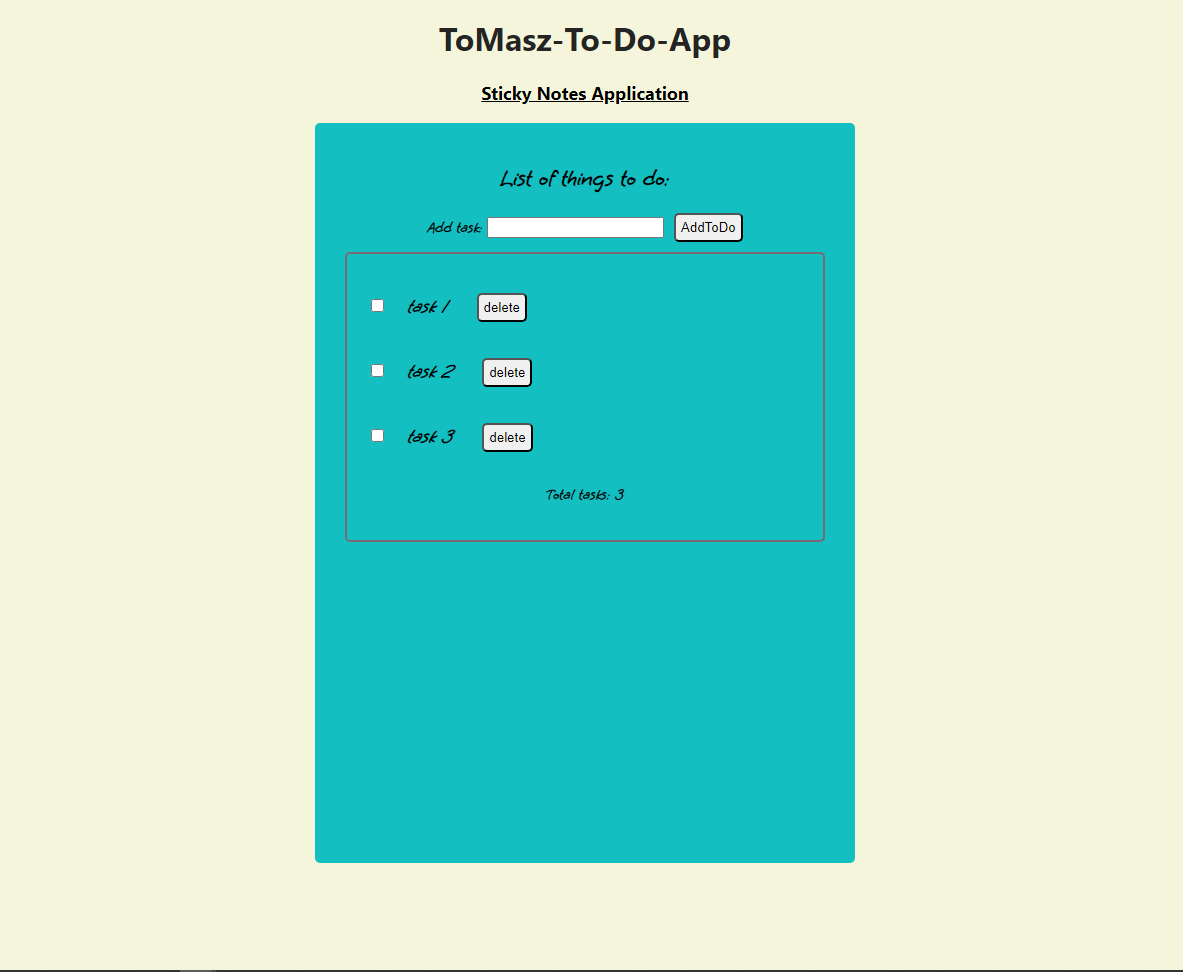 ToMasz-To-Do-App
Sticky Notes Application
List of things to do:
Add task: AddToDo
task 1 delete
task 2 delete
task 3 delete
Total tasks: 3